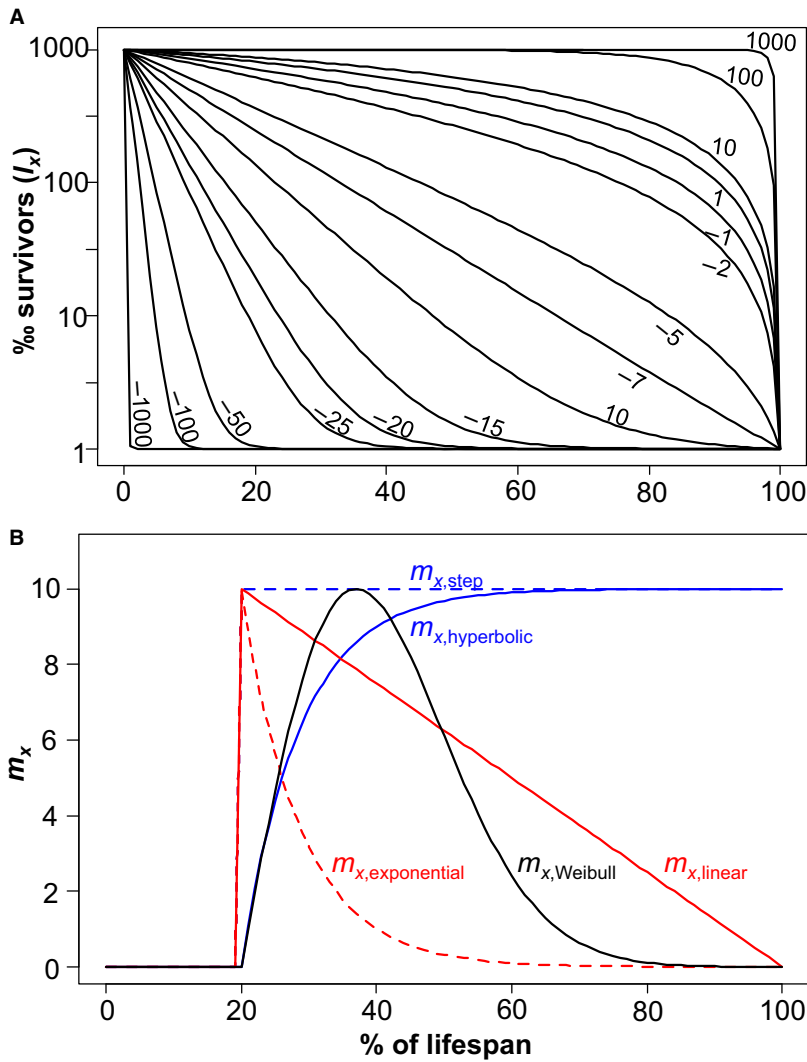 A
‰ survivors (lx)
1000
100
10
1
1000
100
10
1
−1
−2
−5
−7
10
−15
−20
−25
−50
−100
−1000
0 20 40 60 80 100
B
mx
10
8
6
4
2
0
mx,step
mx,hyperbolic
mx,exponential
mx,Weibull
mx,linear
0 20 40 60 80 100
% of lifespan